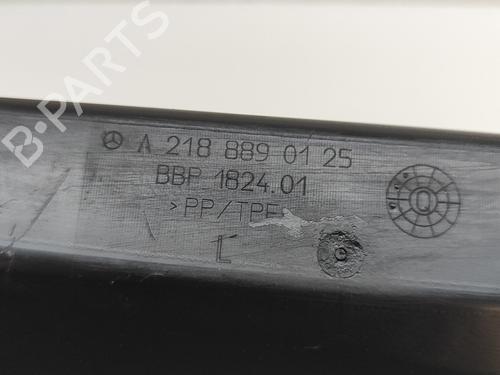 B-PARTS
A 218 889 01 25
BBP 1824.01
>PP/TPE
L